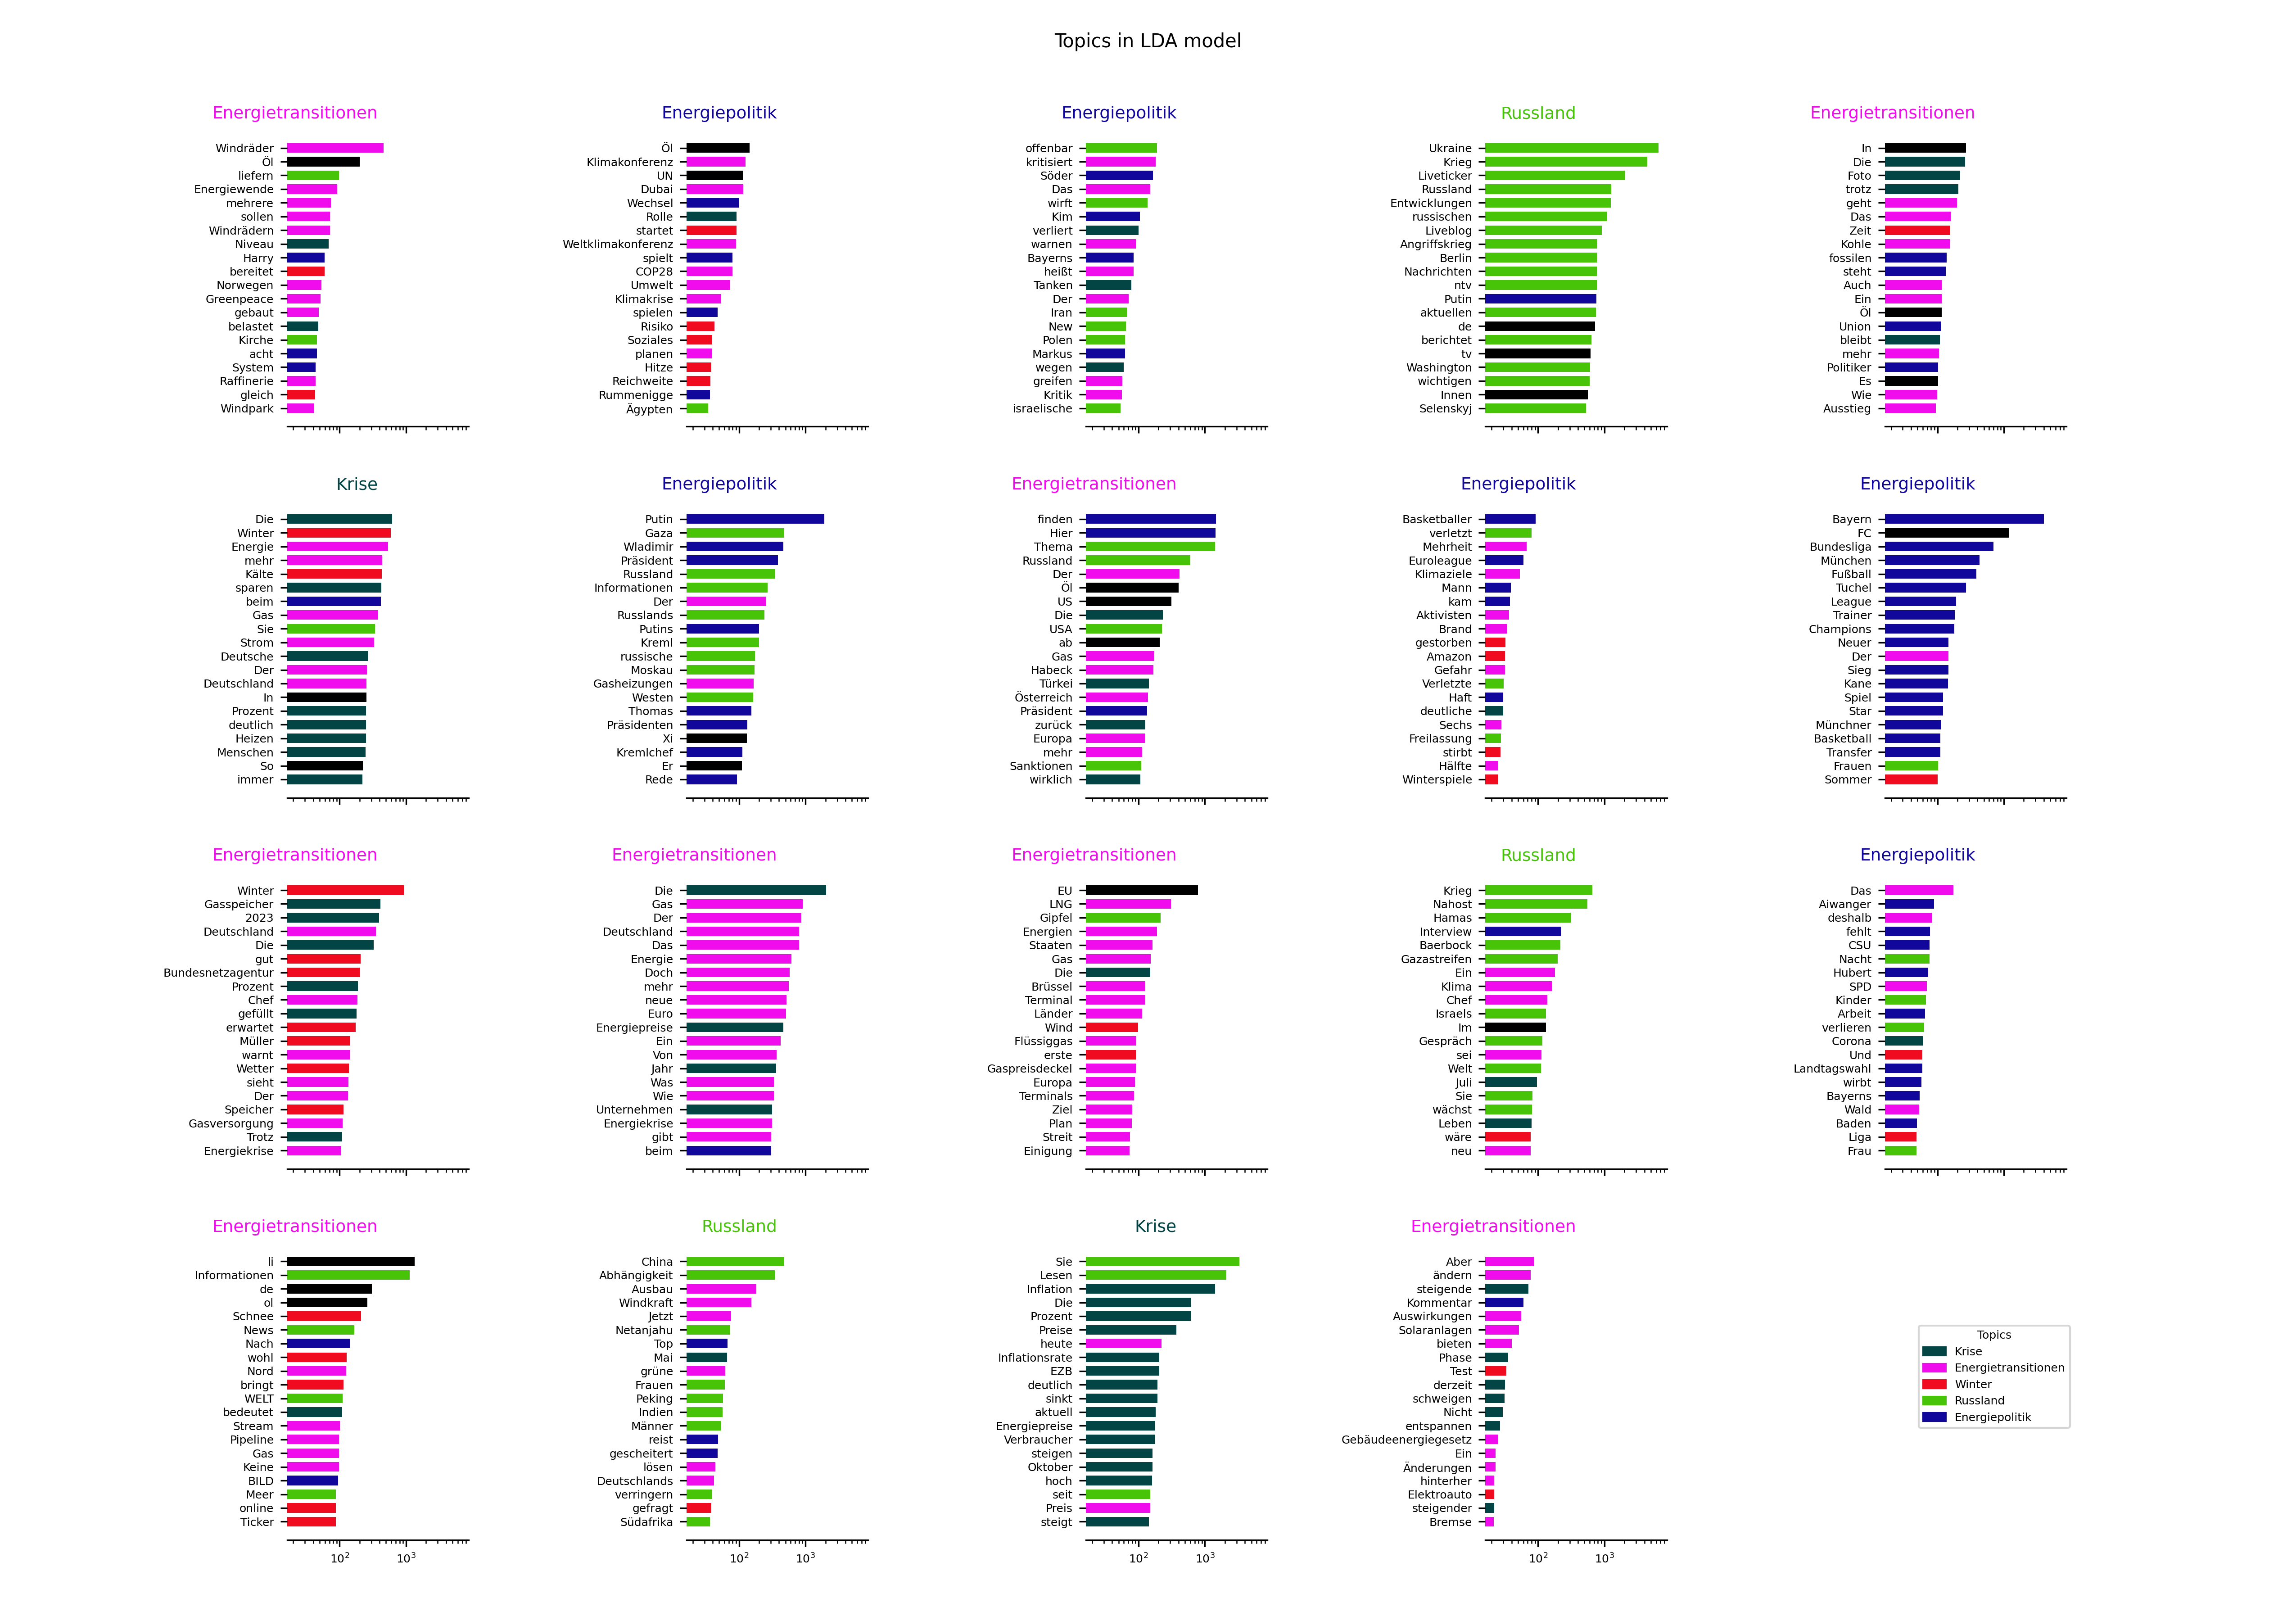 Topics in LDA model
Energietransitionen
Windräder
Öl
liefern
Energiewende
mehrere
sollen
Windrädern
Niveau
Harry
bereitet
Norwegen
Greenpeace
gebaut
belastet
Kirche
acht
System
Raffinerie
gleich
Windpark
Energiepolitik
Öl
Klimakonferenz
UN
Dubai
Wechsel
Rolle
startet
Weltklimakonferenz
spielt
COP28
Umwelt
Klimakrise
spielen
Risiko
Soziales
planen
Hitze
Reichweite
Rummenigge
Ägypten
Energiepolitik
offenbar
kritisiert
Söder
Das
wirft
Kim
verliert
warnen
Bayerns
heißt
Tanken
Der
Iran
New
Polen
Markus
wegen
greifen
Kritik
israelische
Russland
Ukraine
Krieg
Liveticker
Russland
Entwicklungen
russischen
Liveblog
Angriffskrieg
Berlin
Nachrichten
ntv
Putin
aktuellen
de
berichtet
tv
Washington
wichtigen
Innen
Selenskyj
Energietransitionen
In
Die
Foto
trotz
geht
Das
Zeit
Kohle
fossilen
steht
Auch
Ein
Öl
Union
bleibt
mehr
Politiker
Es
Wie
Ausstieg
Krise
Die
Winter
Energie
mehr
Kälte
sparen
beim
Gas
Sie
Strom
Deutsche
Der
Deutschland
In
Prozent
deutlich
Heizen
Menschen
So
immer
Energiepolitik
Putin
Gaza
Wladimir
Präsident
Russland
Informationen
Der
Russlands
Putins
Kreml
russische
Moskau
Gasheizungen
Westen
Thomas
Präsidenten
Xi
Kremlchef
Er
Rede
Energietransitionen
finden
Hier
Thema
Russland
Der
Öl
US
Die
USA
ab
Gas
Habeck
Türkei
Österreich
Präsident
zurück
Europa
mehr
Sanktionen
wirklich
Energiepolitik
Basketballer
verletzt
Mehrheit
Euroleague
Klimaziele
Mann
kam
Aktivisten
Brand
gestorben
Amazon
Gefahr
Verletzte
Haft
deutliche
Sechs
Freilassung
stirbt
Hälfte
Winterspiele
Energiepolitik
Bayern
FC
Bundesliga
München
Fußball
Tuchel
League
Trainer
Champions
Neuer
Der
Sieg
Kane
Spiel
Star
Münchner
Basketball
Transfer
Frauen
Sommer
Energietransitionen
Winter
Gasspeicher
2023
Deutschland
Die
gut
Bundesnetzagentur
Prozent
Chef
gefüllt
erwartet
Müller
warnt
Wetter
sieht
Der
Speicher
Gasversorgung
Trotz
Energiekrise
Energietransitionen
Die
Gas
Der
Deutschland
Das
Energie
Doch
mehr
neue
Euro
Energiepreise
Ein
Von
Jahr
Was
Wie
Unternehmen
Energiekrise
gibt
beim
Energietransitionen
EU
LNG
Gipfel
Energien
Staaten
Gas
Die
Brüssel
Terminal
Länder
Wind
Flüssiggas
erste
Gaspreisdeckel
Europa
Terminals
Ziel
Plan
Streit
Einigung
Russland
Krieg
Nahost
Hamas
Interview
Baerbock
Gazastreifen
Ein
Klima
Chef
Israels
Im
Gespräch
sei
Welt
Juli
Sie
wächst
Leben
wäre
neu
Energiepolitik
Das
Aiwanger
deshalb
fehlt
CSU
Nacht
Hubert
SPD
Kinder
Arbeit
verlieren
Corona
Und
Landtagswahl
wirbt
Bayerns
Wald
Baden
Liga
Frau
Energietransitionen
li
Informationen
de
ol
Schnee
News
Nach
wohl
Nord
bringt
WELT
bedeutet
Stream
Pipeline
Gas
Keine
BILD
Meer
online
Ticker
10² 10³
Russland
China
Abhängigkeit
Ausbau
Windkraft
Jetzt
Netanjahu
Top
Mai
grüne
Frauen
Peking
Indien
Männer
reist
gescheitert
lösen
Deutschlands
verringern
gefragt
Südafrika
10² 10³
Krise
Sie
Lesen
Inflation
Die
Prozent
Preise
heute
Inflationsrate
EZB
deutlich
sinkt
aktuell
Energiepreise
Verbraucher
steigen
Oktober
hoch
seit
Preis
steigt
10² 10³
Energietransitionen
Aber
ändern
steigende
Kommentar
Auswirkungen
Solaranlagen
bieten
Phase
Test
derzeit
schweigen
Nicht
entspannen
Gebäudeenergiegesetz
Ein
Änderungen
hinterher
Elektroauto
steigender
Bremse
10² 10³
Topics
Krise
Energietransitionen
Winter
Russland
Energiepolitik